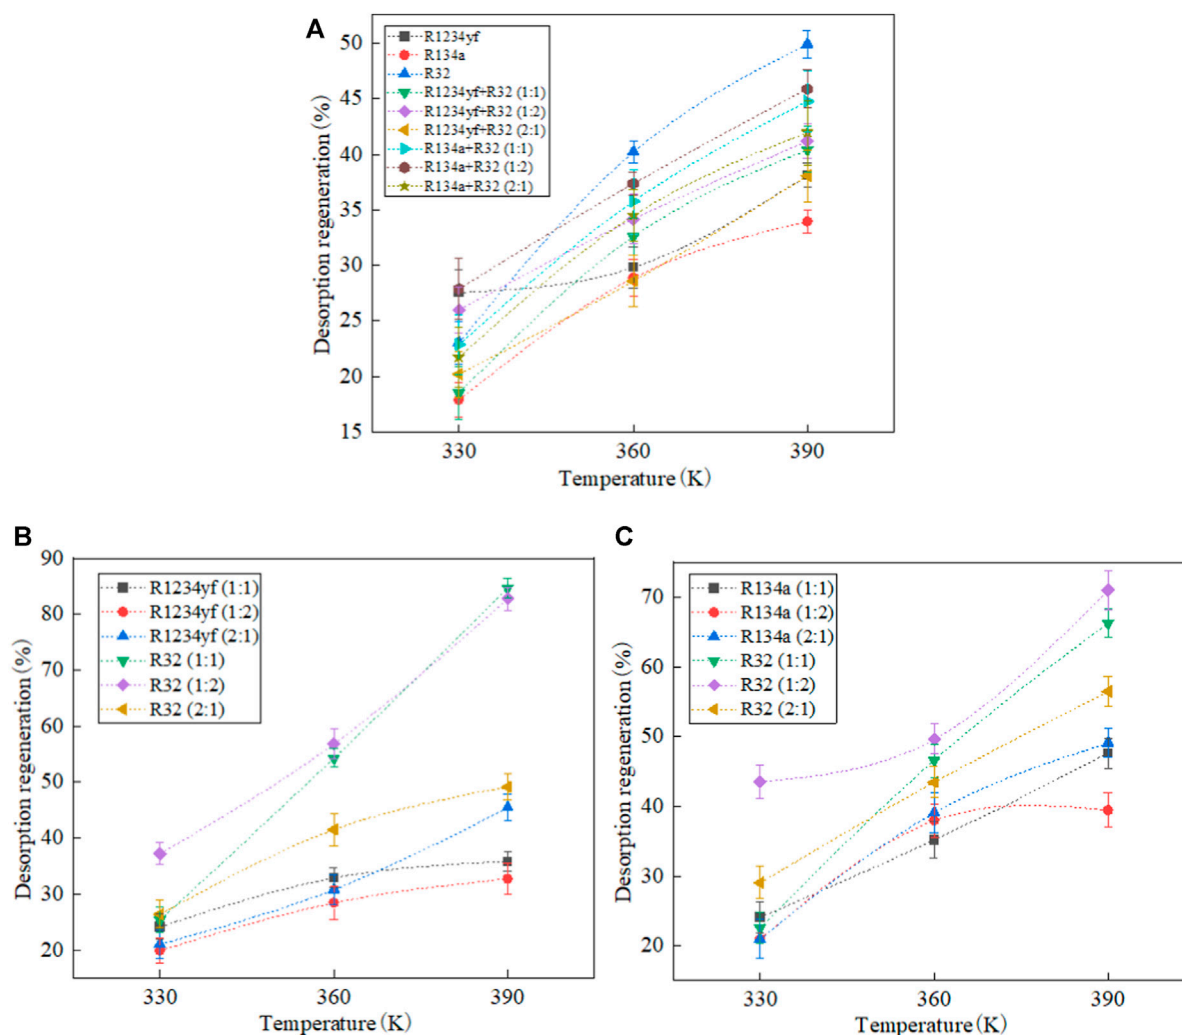 A
R1234yf
R134a
R32
R1234yf+R32 (1:1)
R1234yf+R32 (1:2)
R1234yf+R32 (2:1)
R134a+R32 (1:1)
R134a+R32 (1:2)
R134a+R32 (2:1)
Desorption regeneration (%)
50
45
40
35
30
25
20
15
330
360
390
Temperature (K)
B
R1234yf (1:1)
R1234yf (1:2)
R1234yf (2:1)
R32 (1:1)
R32 (1:2)
R32 (2:1)
Desorption regeneration (%)
90
80
70
60
50
40
30
20
330
360
390
Temperature (K)
C
R134a (1:1)
R134a (1:2)
R134a (2:1)
R32 (1:1)
R32 (1:2)
R32 (2:1)
Desorption regeneration (%)
70
60
50
40
30
20
330
360
390
Temperature (K)